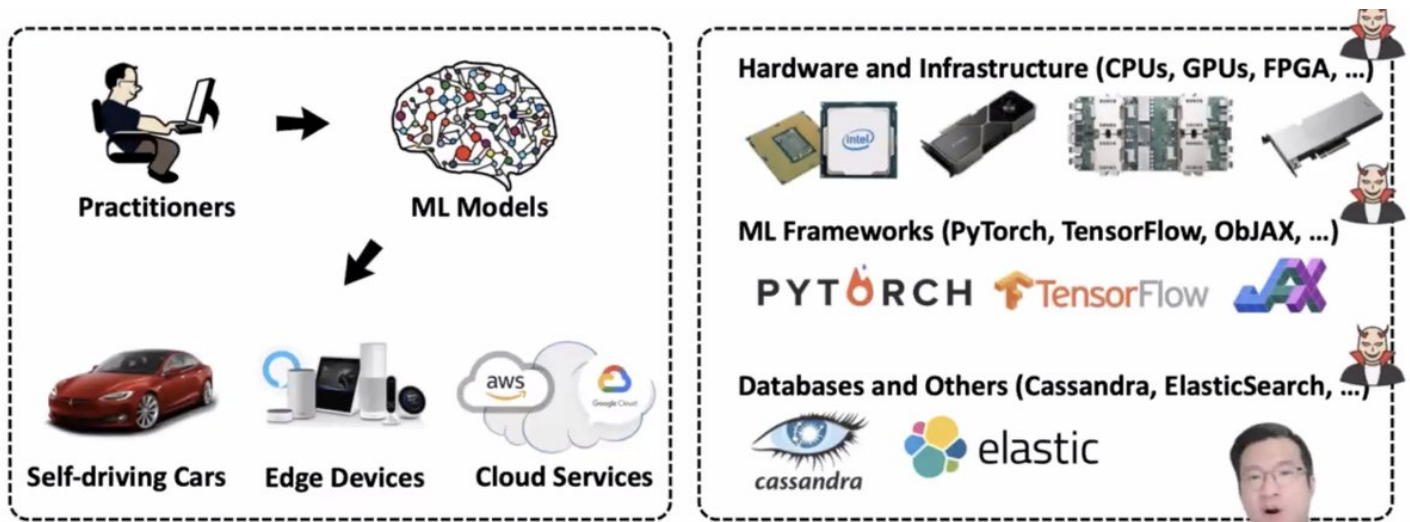 Practitioners
ML Models
Self-driving Cars
Edge Devices
aws
Google Cloud
Cloud Services
Hardware and Infrastructure (CPUs, GPUs, FPGA, ...)
intel
ML Frameworks (PyTorch, TensorFlow, ObJAX, ...)
PYTORCH
TensorFlow
JAX
Databases and Others (Cassandra, ElasticSearch, ...)
cassandra
elastic